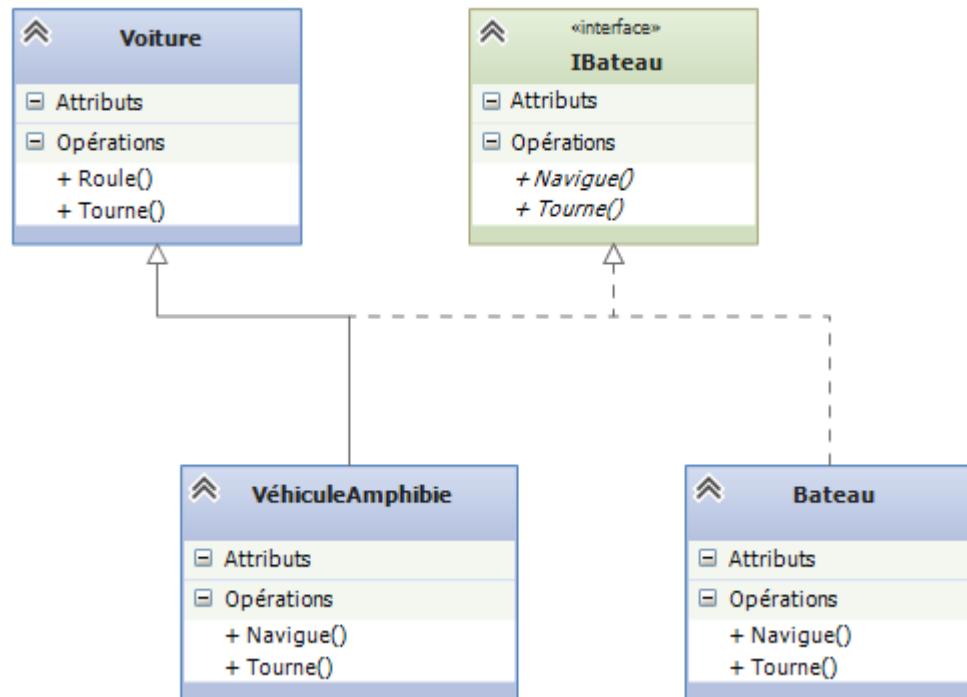 Voiture
Attributs
Opérations
+ Roule()
+ Tourne()
«interface»
IBateau
Attributs
Opérations
+ Navigue()
+ Tourne()
VéhiculeAmphibie
Attributs
Opérations
+ Navigue()
+ Tourne()
Bateau
Attributs
Opérations
+ Navigue()
+ Tourne()